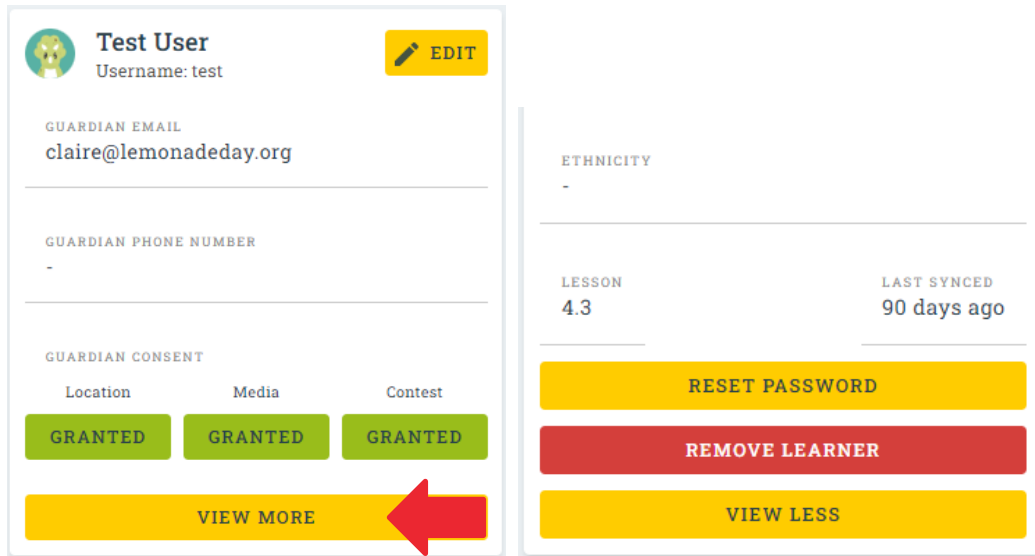 Test User
Username: test
EDIT
GUARDIAN EMAIL
claire@lemonadeday.org
GUARDIAN PHONE NUMBER
-
GUARDIAN CONSENT
Location Media Contest
GRANTED GRANTED GRANTED
VIEW MORE
ETHNICITY
-
LESSON LAST SYNCED
4.3 90 days ago
RESET PASSWORD
REMOVE LEARNER
VIEW LESS